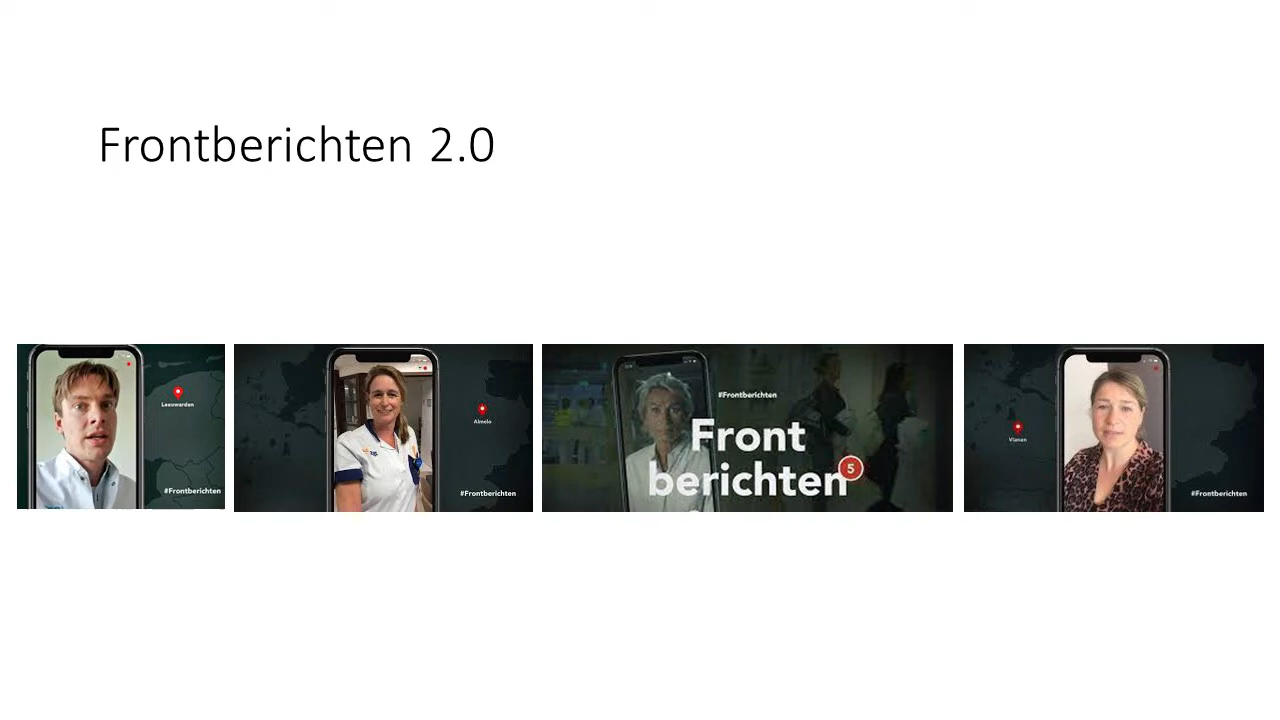 Frontberichten 2.0
Leeuwarden
#Frontberichten
Almelo
#Frontberichten
#Frontberichten
Front
berichten
5
Vianen
#Frontberichten